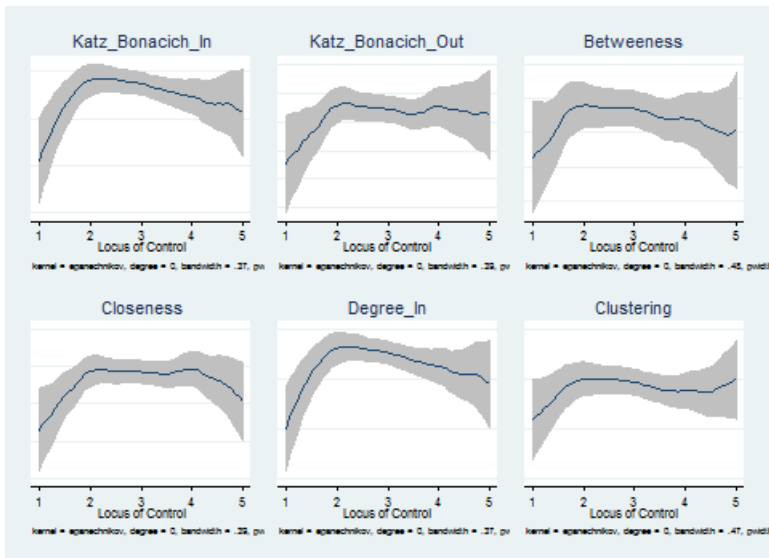 Katz_Bonacich_In
1 2 3 4 5
Locus of Control
kernel = epanechnikov, degree = 0, bandwidth = .37, pw
Katz_Bonacich_Out
1 2 3 4 5
Locus of Control
kernel = epanechnikov, degree = 0, bandwidth = .39, pw
Betweeness
1 2 3 4 5
Locus of Control
kernel = epanechnikov, degree = 0, bandwidth = .45, pwid
Closeness
1 2 3 4 5
Locus of Control
kernel = epanechnikov, degree = 0, bandwidth = .39, pw
Degree_In
1 2 3 4 5
Locus of Control
kernel = epanechnikov, degree = 0, bandwidth = .37, pw
Clustering
1 2 3 4 5
Locus of Control
kernel = epanechnikov, degree = 0, bandwidth = .47, pwid